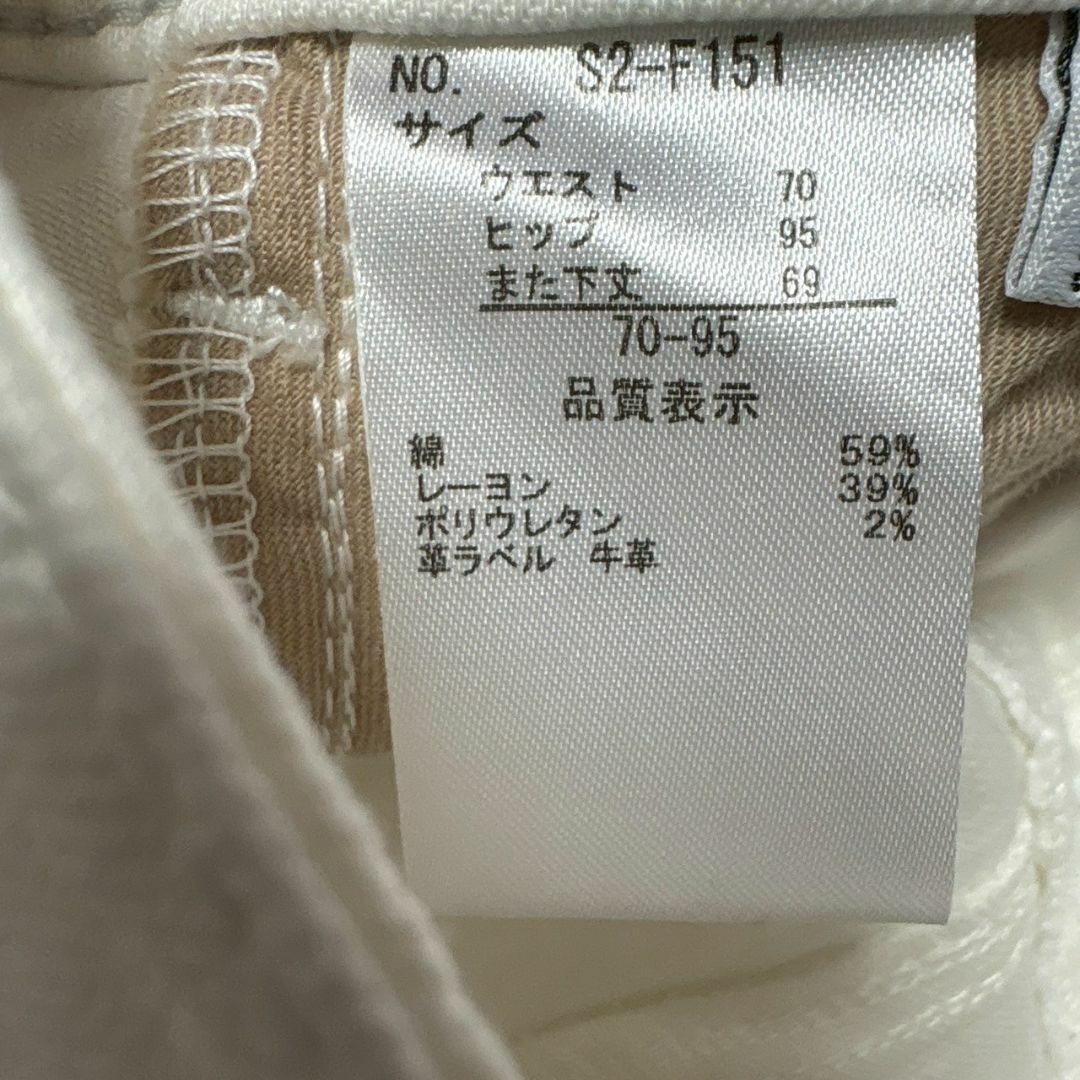 NO. S2-F151
サイズ
ウエスト 70
ヒップ 95
また下丈 69
70-95
品質表示
綿 59%
レーヨン 39%
ポリウレタン 2%
革ラベル 牛革